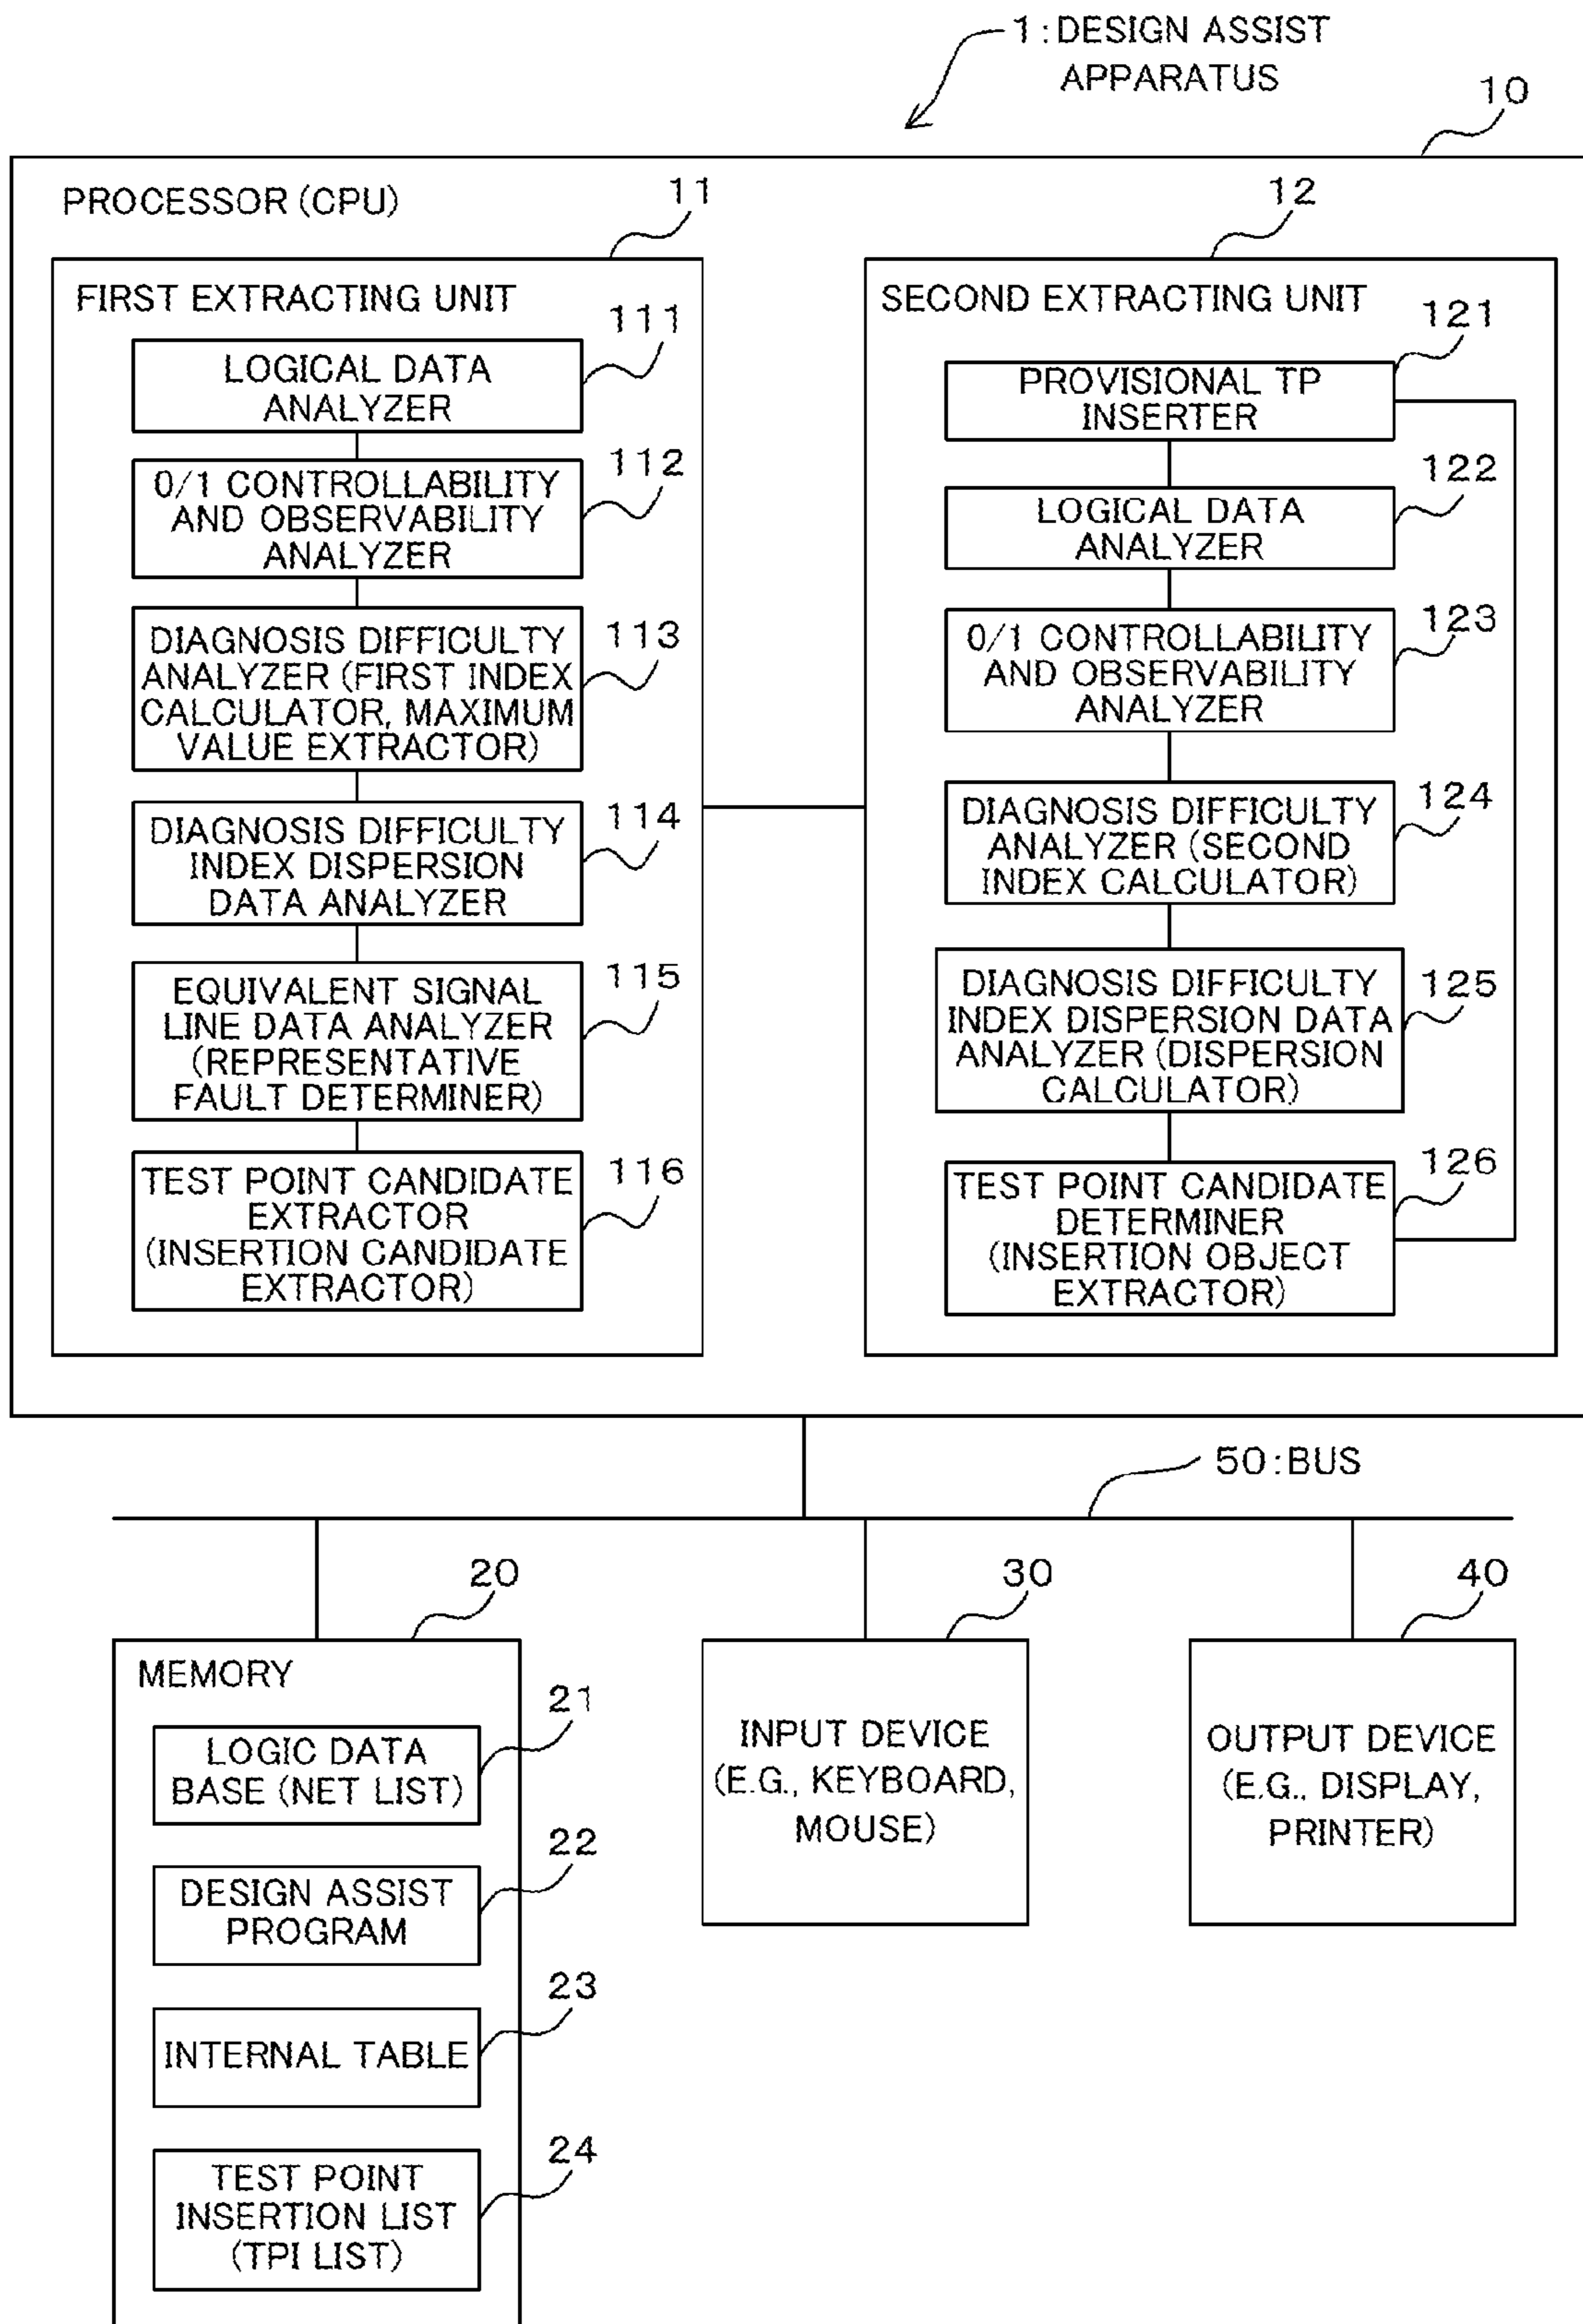 1:DESIGN ASSIST
APPARATUS
10
PROCESSOR (CPU)
11
12
FIRST EXTRACTING UNIT
111
LOGICAL DATA
ANALYZER
112
0/1 CONTROLLABILITY
AND OBSERVABILITY
ANALYZER
113
DIAGNOSIS DIFFICULTY
ANALYZER (FIRST INDEX
CALCULATOR, MAXIMUM
VALUE EXTRACTOR)
114
DIAGNOSIS DIFFICULTY
INDEX DISPERSION
DATA ANALYZER
115
EQUIVALENT SIGNAL
LINE DATA ANALYZER
(REPRESENTATIVE
FAULT DETERMINER)
116
TEST POINT CANDIDATE
EXTRACTOR
(INSERTION CANDIDATE
EXTRACTOR)
SECOND EXTRACTING UNIT
121
PROVISIONAL TP
INSERTER
122
LOGICAL DATA
ANALYZER
123
0/1 CONTROLLABILITY
AND OBSERVABILITY
ANALYZER
124
DIAGNOSIS DIFFICULTY
ANALYZER (SECOND
INDEX CALCULATOR)
125
DIAGNOSIS DIFFICULTY
INDEX DISPERSION DATA
ANALYZER (DISPERSION
CALCULATOR)
126
TEST POINT CANDIDATE
DETERMINER
(INSERTION OBJECT
EXTRACTOR)
50:BUS
20
MEMORY
21
LOGIC DATA
BASE (NET LIST)
22
DESIGN ASSIST
PROGRAM
23
INTERNAL TABLE
24
TEST POINT
INSERTION LIST
(TPI LIST)
30
INPUT DEVICE
(E.G., KEYBOARD,
MOUSE)
40
OUTPUT DEVICE
(E.G., DISPLAY,
PRINTER)